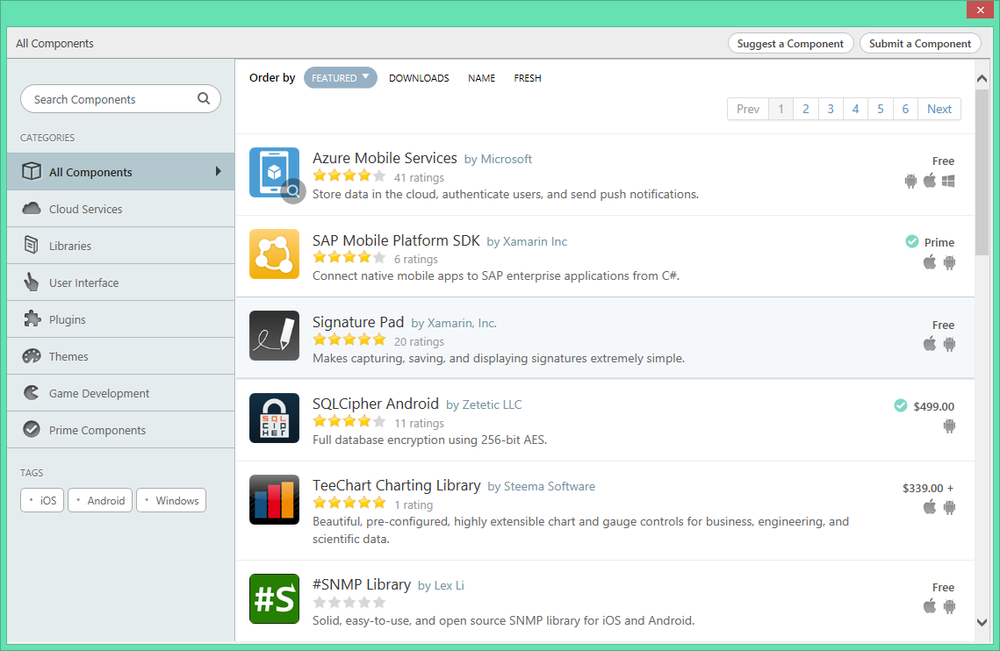 All Components
Suggest a Component
Submit a Component
Search Components
CATEGORIES
All Components
Cloud Services
Libraries
User Interface
Plugins
Themes
Game Development
Prime Components
TAGS
• iOS
• Android
• Windows
Order by FEATURED DOWNLOADS NAME FRESH
Prev 1 2 3 4 5 6 Next
Azure Mobile Services by Microsoft
Free
41 ratings
Store data in the cloud, authenticate users, and send push notifications.
SAP Mobile Platform SDK by Xamarin Inc
Prime
6 ratings
Connect native mobile apps to SAP enterprise applications from C#.
Signature Pad by Xamarin, Inc.
Free
20 ratings
Makes capturing, saving, and displaying signatures extremely simple.
SQL
CIP
HER
SQLCipher Android by Zetetic LLC
$499.00
11 ratings
Full database encryption using 256-bit AES.
TeeChart Charting Library by Steema Software
$339.00 +
1 rating
Beautiful, pre-configured, highly extensible chart and gauge controls for business, engineering, and
scientific data.
#S
#SNMP Library by Lex Li
Free
Solid, easy-to-use, and open source SNMP library for iOS and Android.